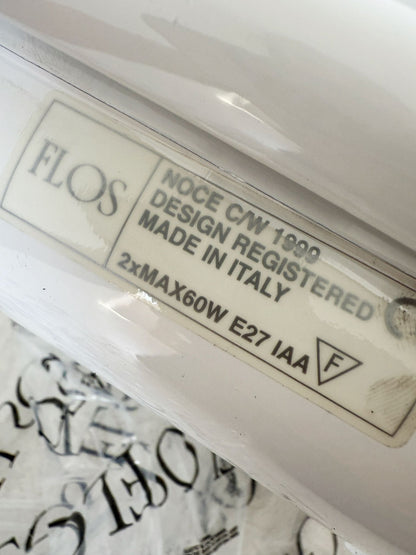 FLOS
NOCE C/W 1999
DESIGN REGISTERED
MADE IN ITALY
2xMAX60W E27 IAA F